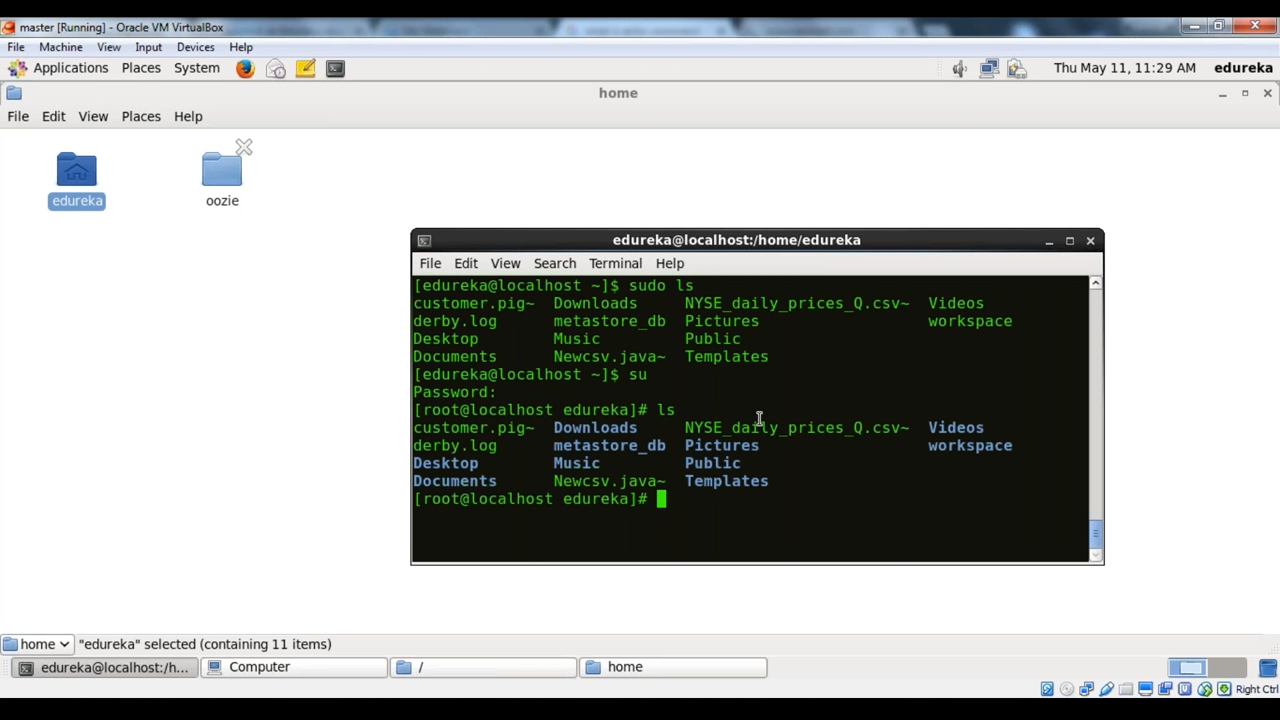 master [Running] - Oracle VM VirtualBox
File Machine View Input Devices Help
Applications Places System Thu May 11, 11:29 AM edureka
home
File Edit View Places Help
edureka oozie
edureka@localhost:/home/edureka
File Edit View Search Terminal Help
[edureka@localhost ~]$ sudo ls
customer.pig~ Downloads NYSE_daily_prices_Q.csv~ Videos
derby.log metastore_db Pictures workspace
Desktop Music Public
Documents Newcsv.java~ Templates
[edureka@localhost ~]$ su
Password:
[root@localhost edureka]# ls
customer.pig~ Downloads NYSE_daily_prices_Q.csv~ Videos
derby.log metastore_db Pictures workspace
Desktop Music Public
Documents Newcsv.java~ Templates
[root@localhost edureka]#
home "edureka" selected (containing 11 items)
edureka@localhost:/h... Computer / home
Right Ctrl